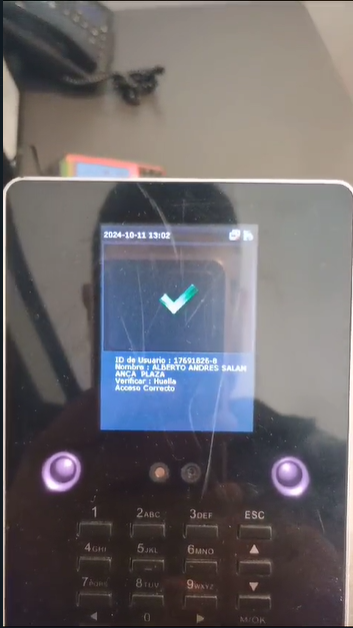 2024-10-11 13:02
ID de Usuario : 17691826-8
Nombre : ALBERTO ANDRES SALAM
ANCA PLAZA
Verificar : Huella
Acceso Correcto
1 2ABC 3DEF ESC
4GHI 5JKL 6MNO ▲
7PQRS 8TUV 9WXYZ ▼
◀ 0 ▶ M/OK